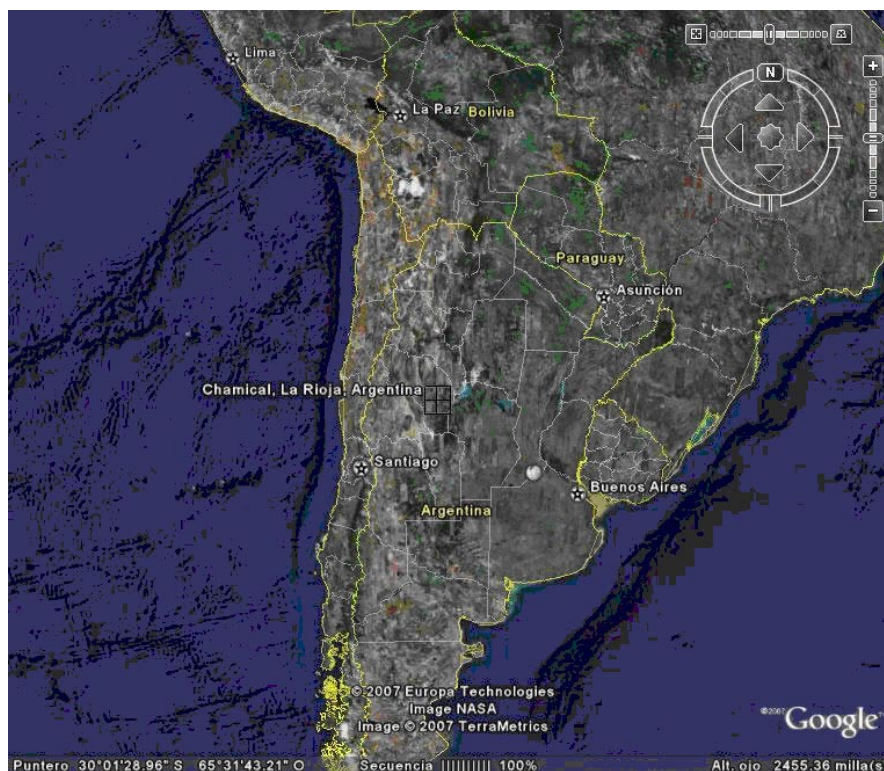 Lima
N
La Paz
Bolivia
Paraguay
Asunción
Chamical, La Rioja, Argentina
Santiago
Buenos Aires
Argentina
© 2007 Europa Technologies
Image NASA
Image © 2007 TerraMetrics
©2007 Google
Puntero 30°01'28.96" S 65°31'43.21" O Secuencia 100% Alt. ojo 2455.36 milla(s